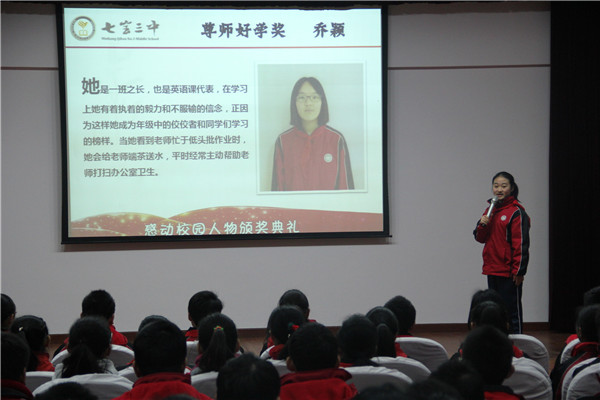 七宝三中
尊师好学奖 乔颖
她是一班之长,也是英语课代表,在学习
上她有着执着的毅力和不服输的信念,正因
为这样她成为年级中的佼佼者和同学们学习
的榜样。当她看到老师忙于低头批作业时,
她会给老师端茶送水,平时经常主动帮助老
师打扫办公室卫生。
感动校园人物颁奖典礼